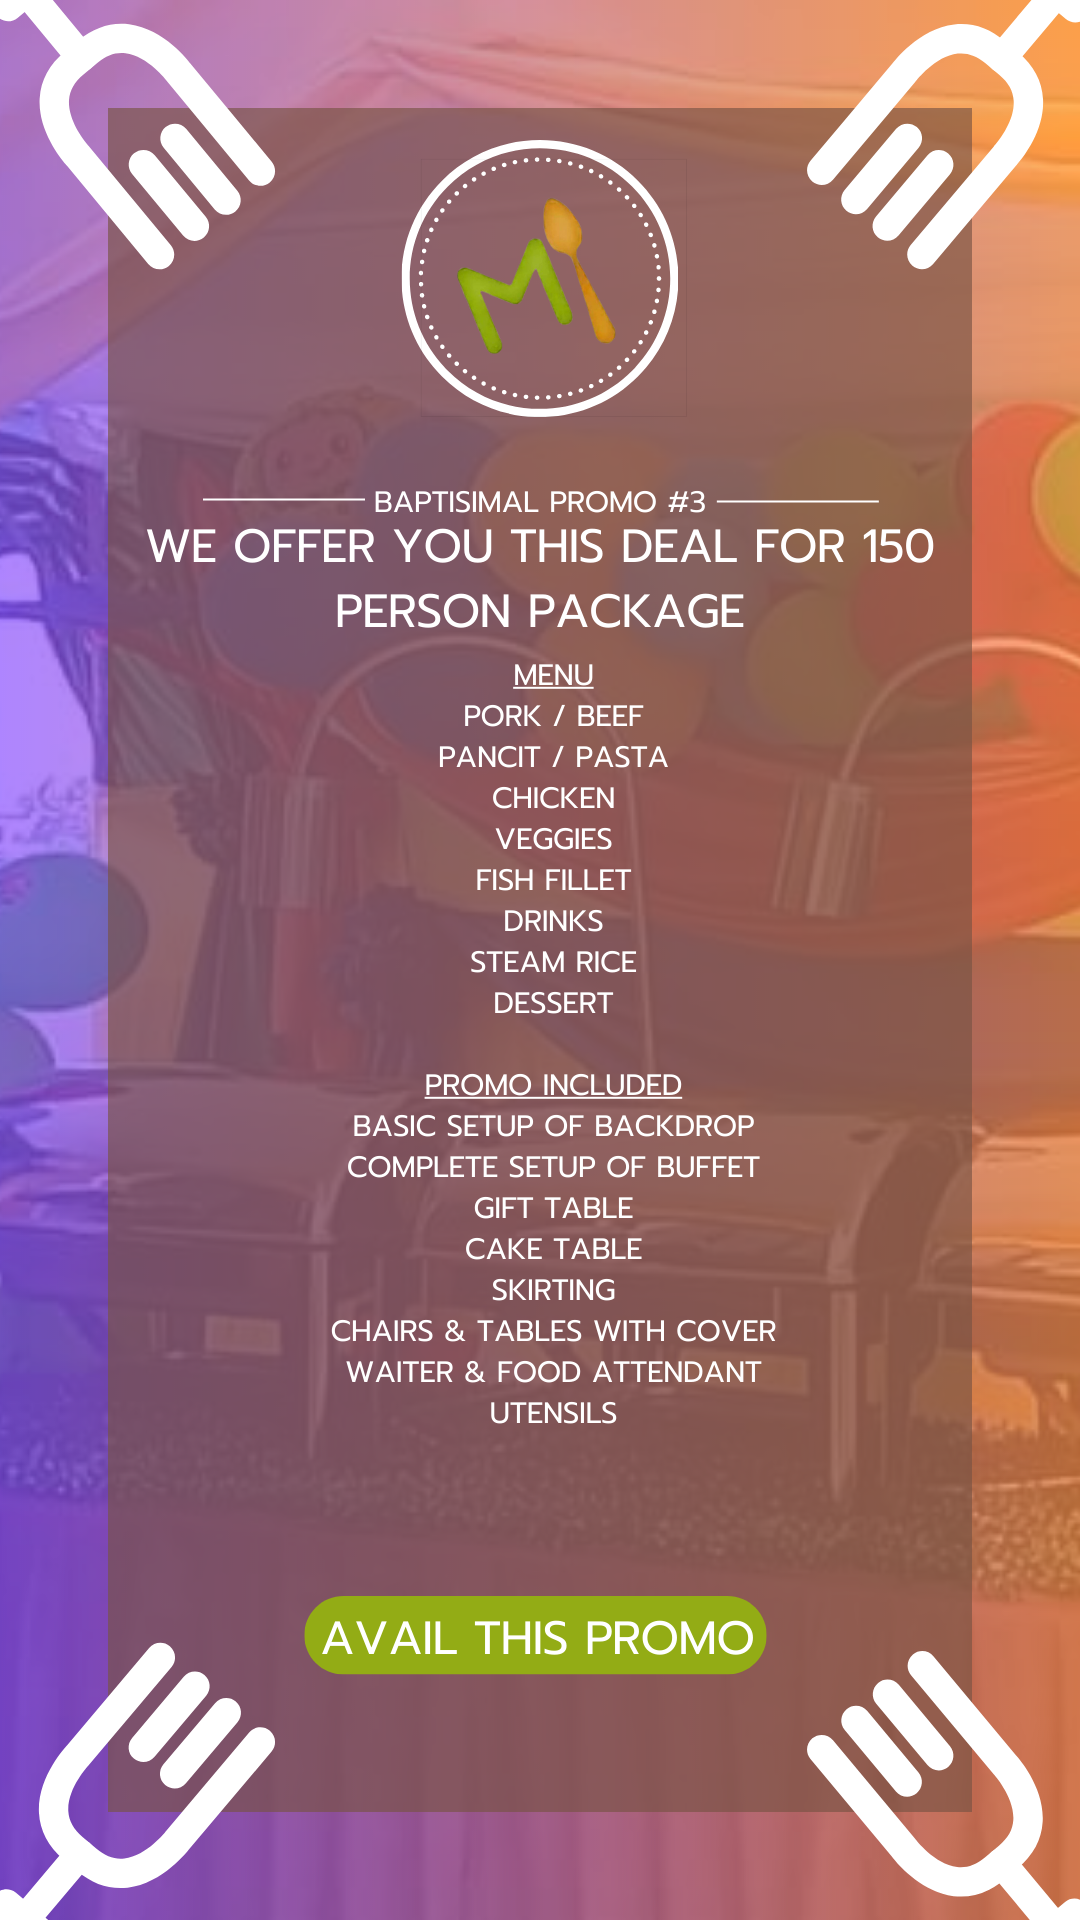 M
BAPTISIMAL PROMO #3
WE OFFER YOU THIS DEAL FOR 150
PERSON PACKAGE
MENU
PORK / BEEF
PANCIT / PASTA
CHICKEN
VEGGIES
FISH FILLET
DRINKS
STEAM RICE
DESSERT
PROMO INCLUDED
BASIC SETUP OF BACKDROP
COMPLETE SETUP OF BUFFET
GIFT TABLE
CAKE TABLE
SKIRTING
CHAIRS & TABLES WITH COVER
WAITER & FOOD ATTENDANT
UTENSILS
AVAIL THIS PROMO